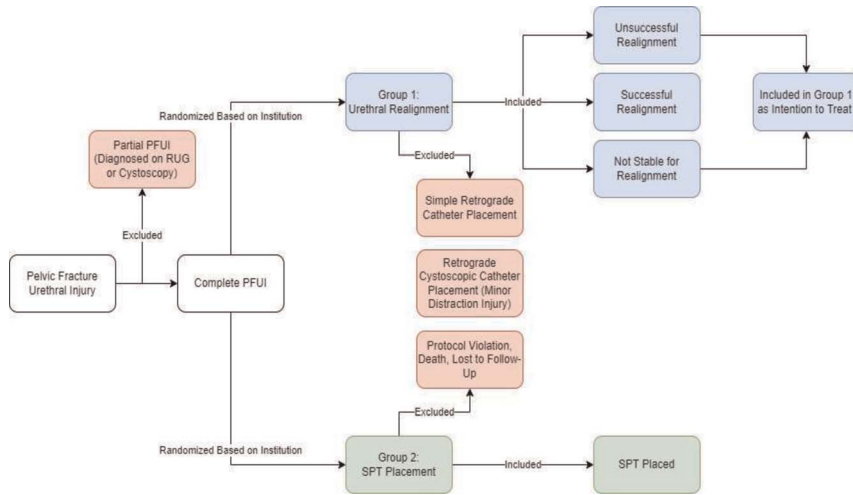 Unsuccessful
Realignment
Group 1:
Urethral Realignment
Included
Successful
Realignment
Included in Group 1
as Intention to Treat
Randomized Based on Institution
Partial PFUI
(Diagnosed on RUG
or Cystoscopy)
Excluded
Not Stable for
Realignment
Simple Retrograde
Catheter Placement
Excluded
Pelvic Fracture
Urethral Injury
Complete PFUI
Retrograde
Cystoscopic Catheter
Placement (Minor
Distraction Injury)
Protocol Violation,
Death, Lost to Follow-
Up
Excluded
Randomized Based on Institution
Group 2:
SPT Placement
Included
SPT Placed